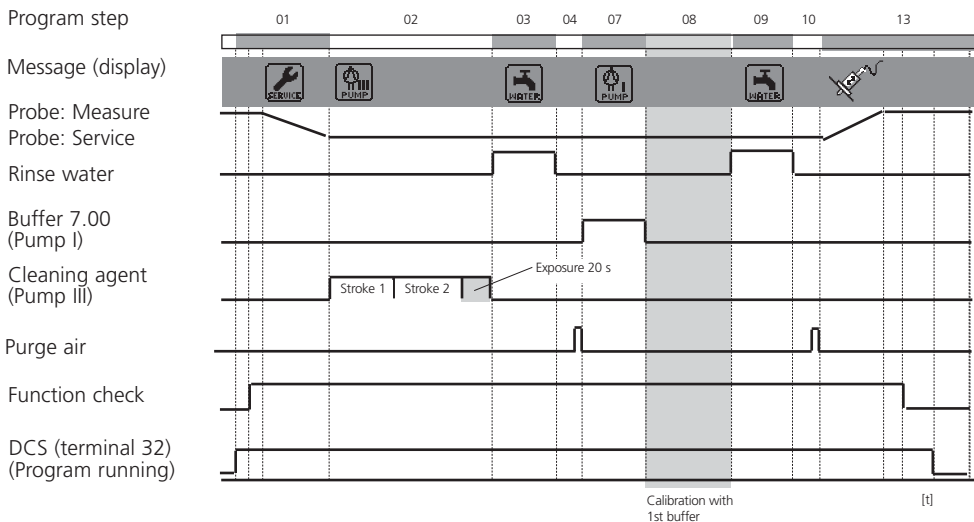 Program step
01 02 03 04 07 08 09 10 13
Message (display)
SERVICE PUMP WATER PUMP WATER
Probe: Measure
Probe: Service
Rinse water
Buffer 7.00
(Pump I)
Cleaning agent
(Pump III)
Exposure 20 s
Stroke 1 Stroke 2
Purge air
Function check
DCS (terminal 32)
(Program running)
Calibration with
1st buffer
[t]